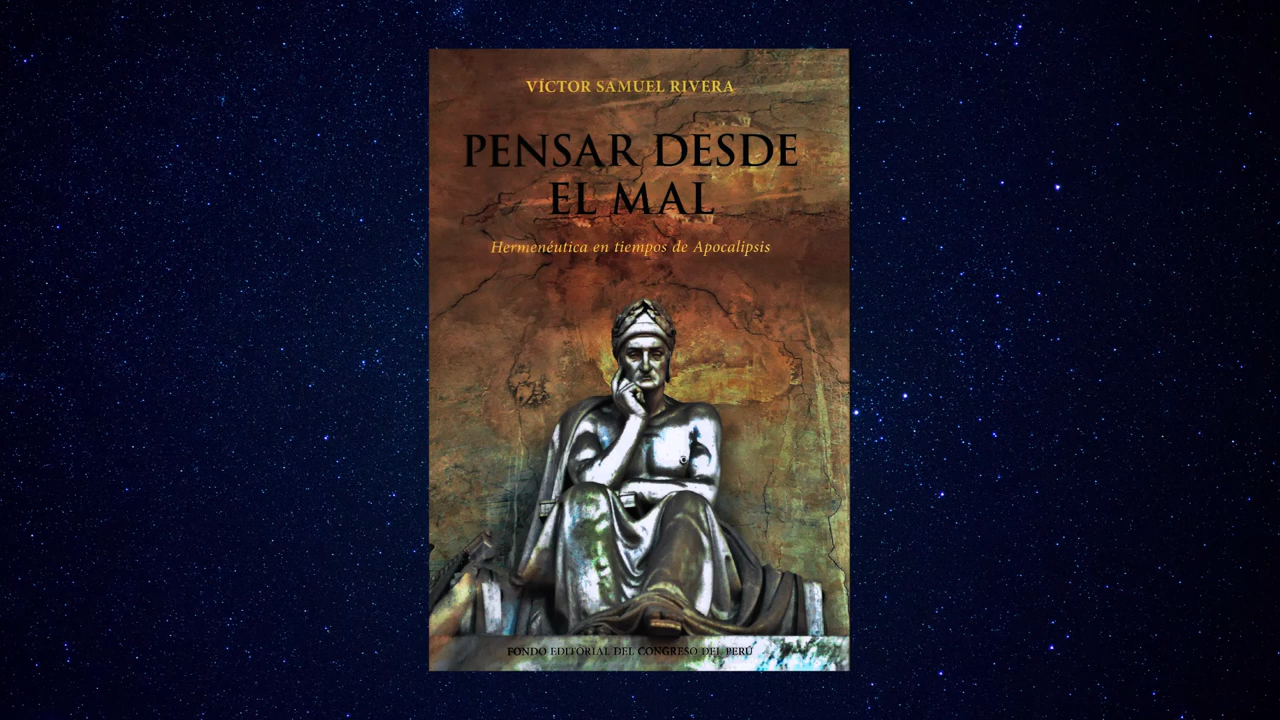 VÍCTOR SAMUEL RIVERA
PENSAR DESDE
EL MAL
Hermenéutica en tiempos de Apocalipsis
FONDO EDITORIAL DEL CONGRESO DEL PERÚ